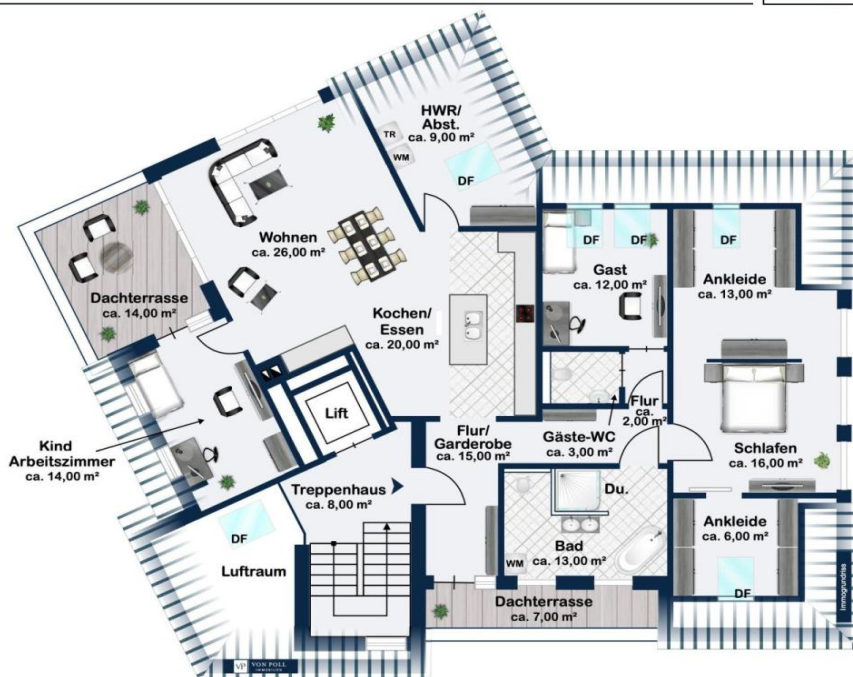 HWR/
Abst.
ca. 9,00 m²
TR
WM
DF
Wohnen
ca. 26,00 m²
Dachterrasse
ca. 14,00 m²
Kochen/
Essen
ca. 20,00 m²
DF
DF
Gast
ca. 12,00 m²
DF
Ankleide
ca. 13,00 m²
Lift
Kind
Arbeitszimmer
ca. 14,00 m²
Flur/
Garderobe
ca. 15,00 m²
Gäste-WC
ca. 3,00 m²
Flur
ca.
2,00 m²
Schlafen
ca. 16,00 m²
Treppenhaus
ca. 8,00 m²
Du.
Bad
ca. 13,00 m²
WM
Ankleide
ca. 6,00 m²
DF
DF
Luftraum
Dachterrasse
ca. 7,00 m²
Immogrundriss
VP VON POLL
IMMOBILIEN